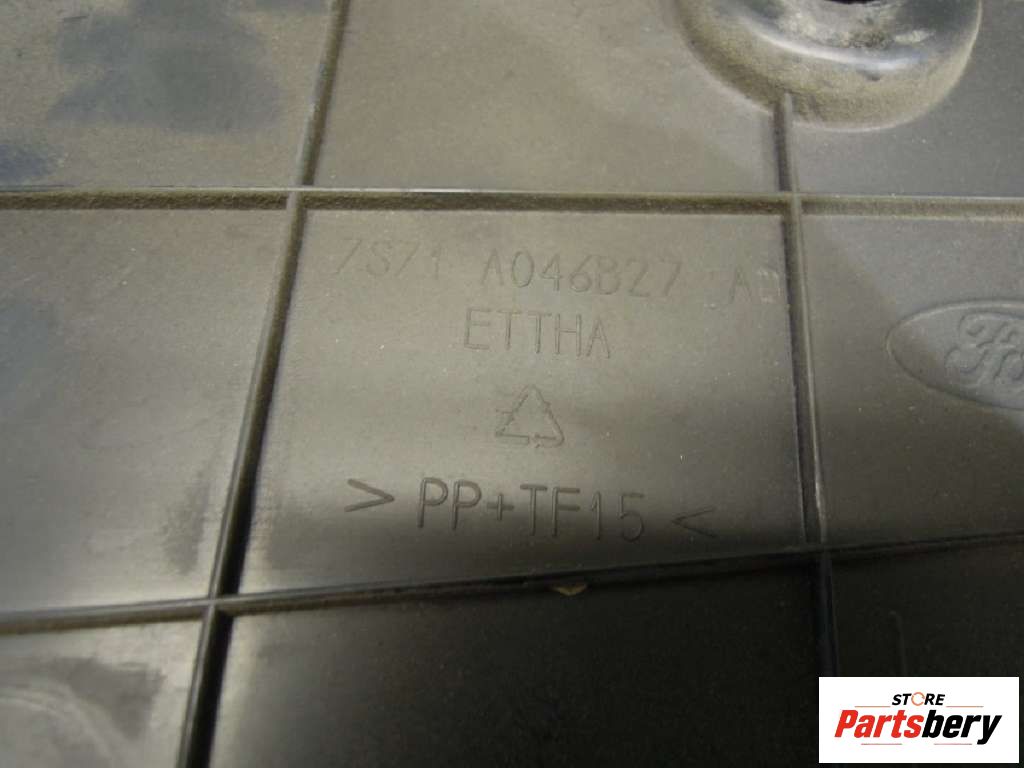 7S71 A046B27 A
ETTHA
> PP+TF15 <
STORE
Partsbery